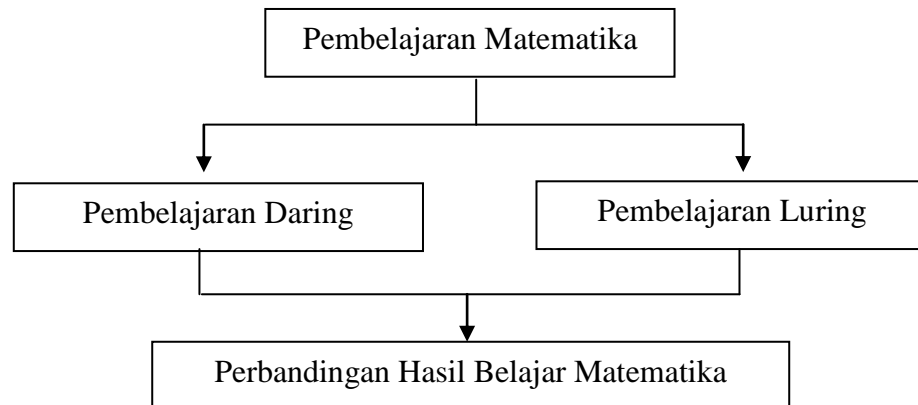 Pembelajaran Matematika
Pembelajaran Daring
Pembelajaran Luring
Perbandingan Hasil Belajar Matematika